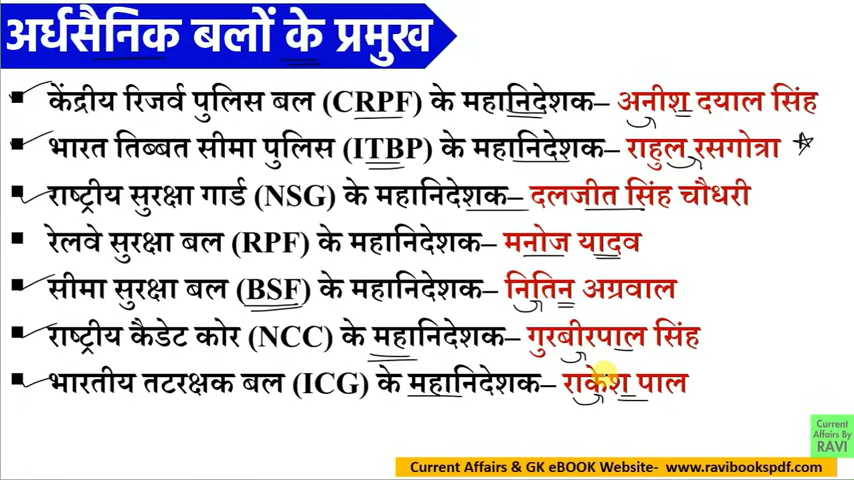 अर्धसैनिक बलों के प्रमुख
केंद्रीय रिजर्व पुलिस बल (CRPF) के महानिदेशक– अनीश दयाल सिंह
भारत तिब्बत सीमा पुलिस (ITBP) के महानिदेशक– राहुल रसगोत्रा
राष्ट्रीय सुरक्षा गार्ड (NSG) के महानिदेशक– दलजीत सिंह चौधरी
रेलवे सुरक्षा बल (RPF) के महानिदेशक– मनोज यादव
सीमा सुरक्षा बल (BSF) के महानिदेशक– नितिन अग्रवाल
राष्ट्रीय कैडेट कोर (NCC) के महानिदेशक– गुरबीरपाल सिंह
भारतीय तटरक्षक बल (ICG) के महानिदेशक– राकेश पाल
Current
Affairs By
RAVI
Current Affairs & GK eBOOK Website- www.ravibookspdf.com